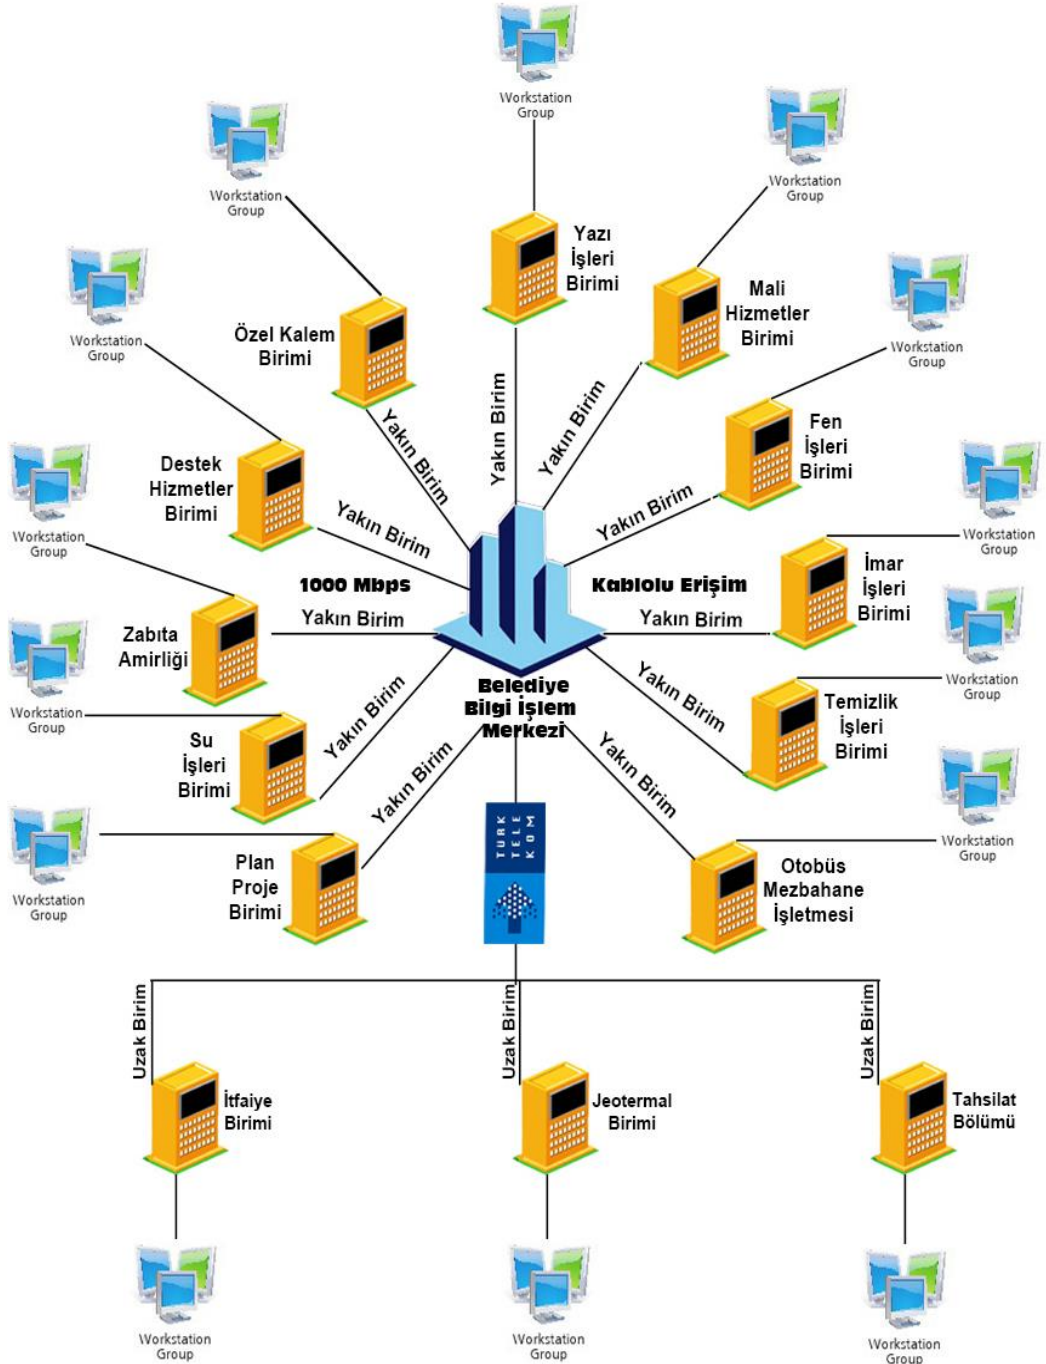 Workstation
Group
Workstation
Group
Workstation
Group
Yazı
İşleri
Birimi
Mali
Hizmetler
Birimi
Özel Kalem
Birimi
Workstation
Group
Workstation
Group
Yakın Birim
Yakın Birim
Yakın Birim
Fen
İşleri
Birimi
Destek
Hizmetler
Birimi
Yakın Birim
Yakın Birim
Workstation
Group
Workstation
Group
1000 Mbps
Kablolu Erişim
İmar
İşleri
Birimi
Zabıta
Amirliği
Yakın Birim
Yakın Birim
Workstation
Group
Workstation
Group
Belediye
Bilgi İşlem
Merkezi
Yakın Birim
Yakın Birim
Temizlik
İşleri
Birimi
Su
İşleri
Birimi
Yakın Birim
Yakın Birim
Workstation
Group
Workstation
Group
TÜRK
TELE
KOM
Plan
Proje
Birimi
Otobüs
Mezbahane
İşletmesi
Uzak Birim
Uzak Birim
Uzak Birim
İtfaiye
Birimi
Jeotermal
Birimi
Tahsilat
Bölümü
Workstation
Group
Workstation
Group
Workstation
Group